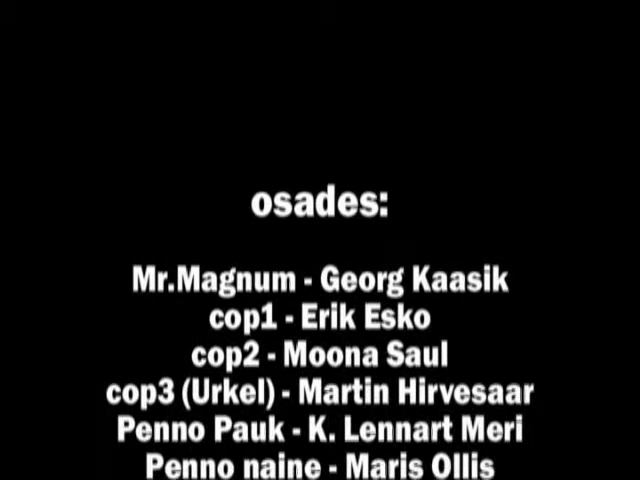 osades:
Mr.Magnum - Georg Kaasik
cop1 - Erik Esko
cop2 - Moona Saul
cop3 (Urkel) - Martin Hirvesaar
Penno Pauk - K. Lennart Meri
Penno naine - Maris Ollis